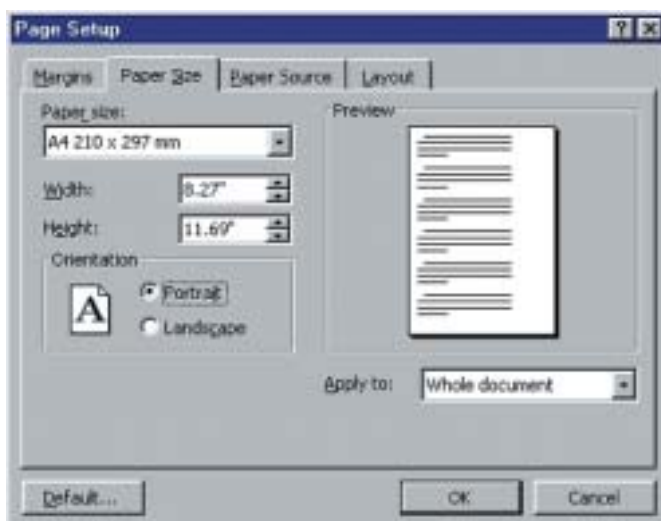 Page Setup
Margins Paper Size Paper Source Layout
Paper size:
A4 210 x 297 mm
Width: 8.27"
Height: 11.69"
Orientation
A
Portrait
Landscape
Preview
Apply to: Whole document
Default... OK Cancel